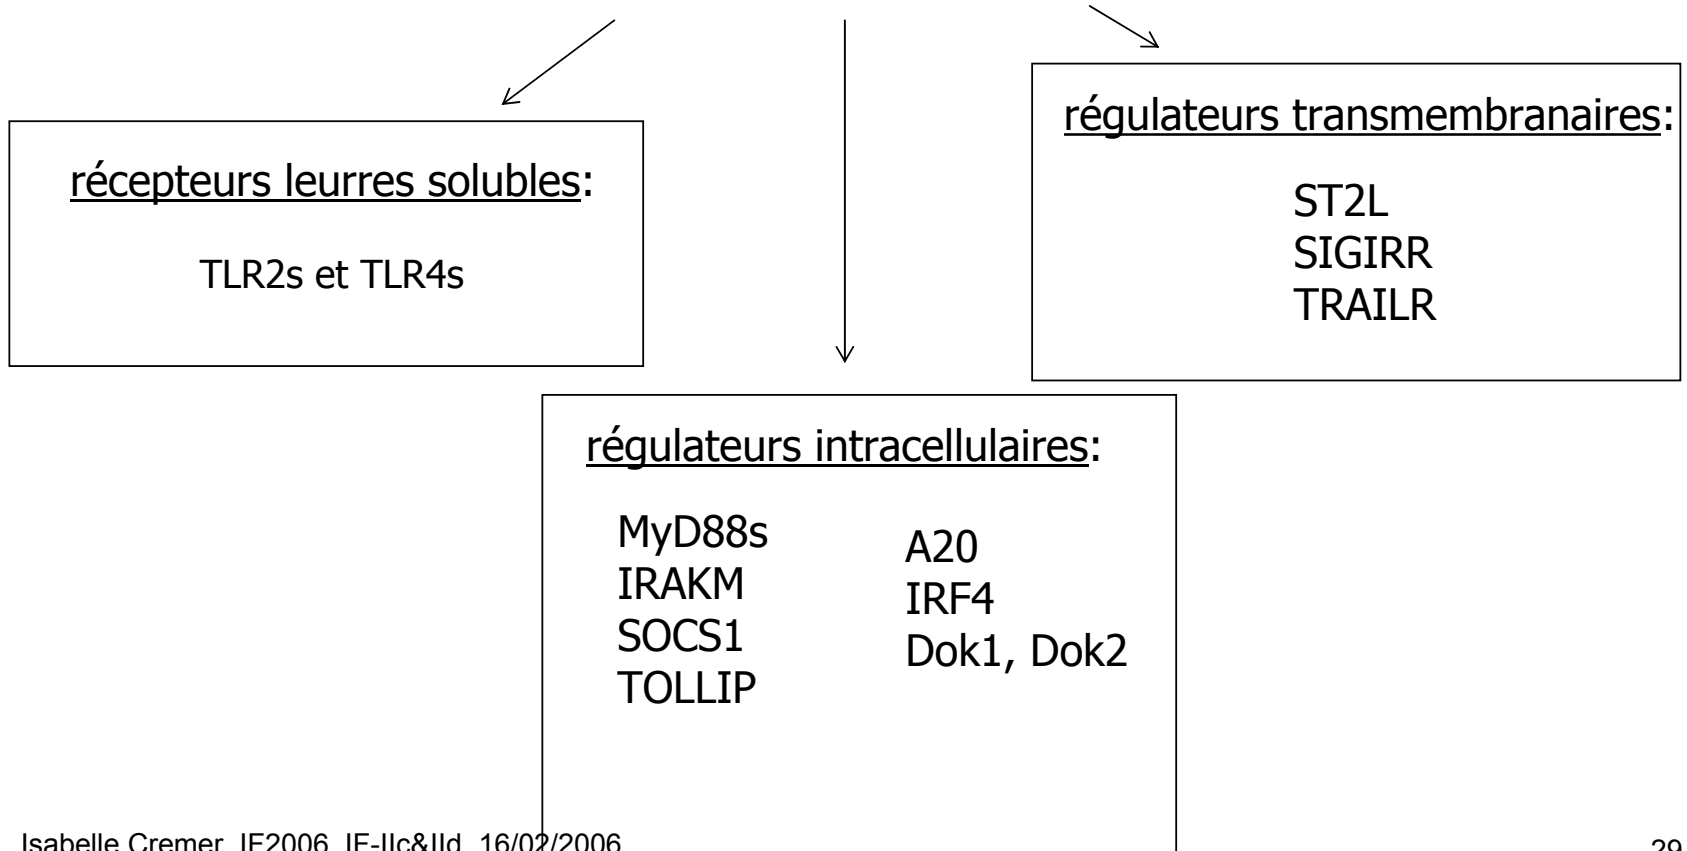 récepteurs leurres solubles:
TLR2s et TLR4s
régulateurs transmembranaires:
ST2L
SIGIRR
TRAILR
régulateurs intracellulaires:
MyD88s
IRAKM
SOCS1
TOLLIP
A20
IRF4
Dok1, Dok2
Isabelle Cremer IF2006 IF-IIc&IId 16/02/2006
29